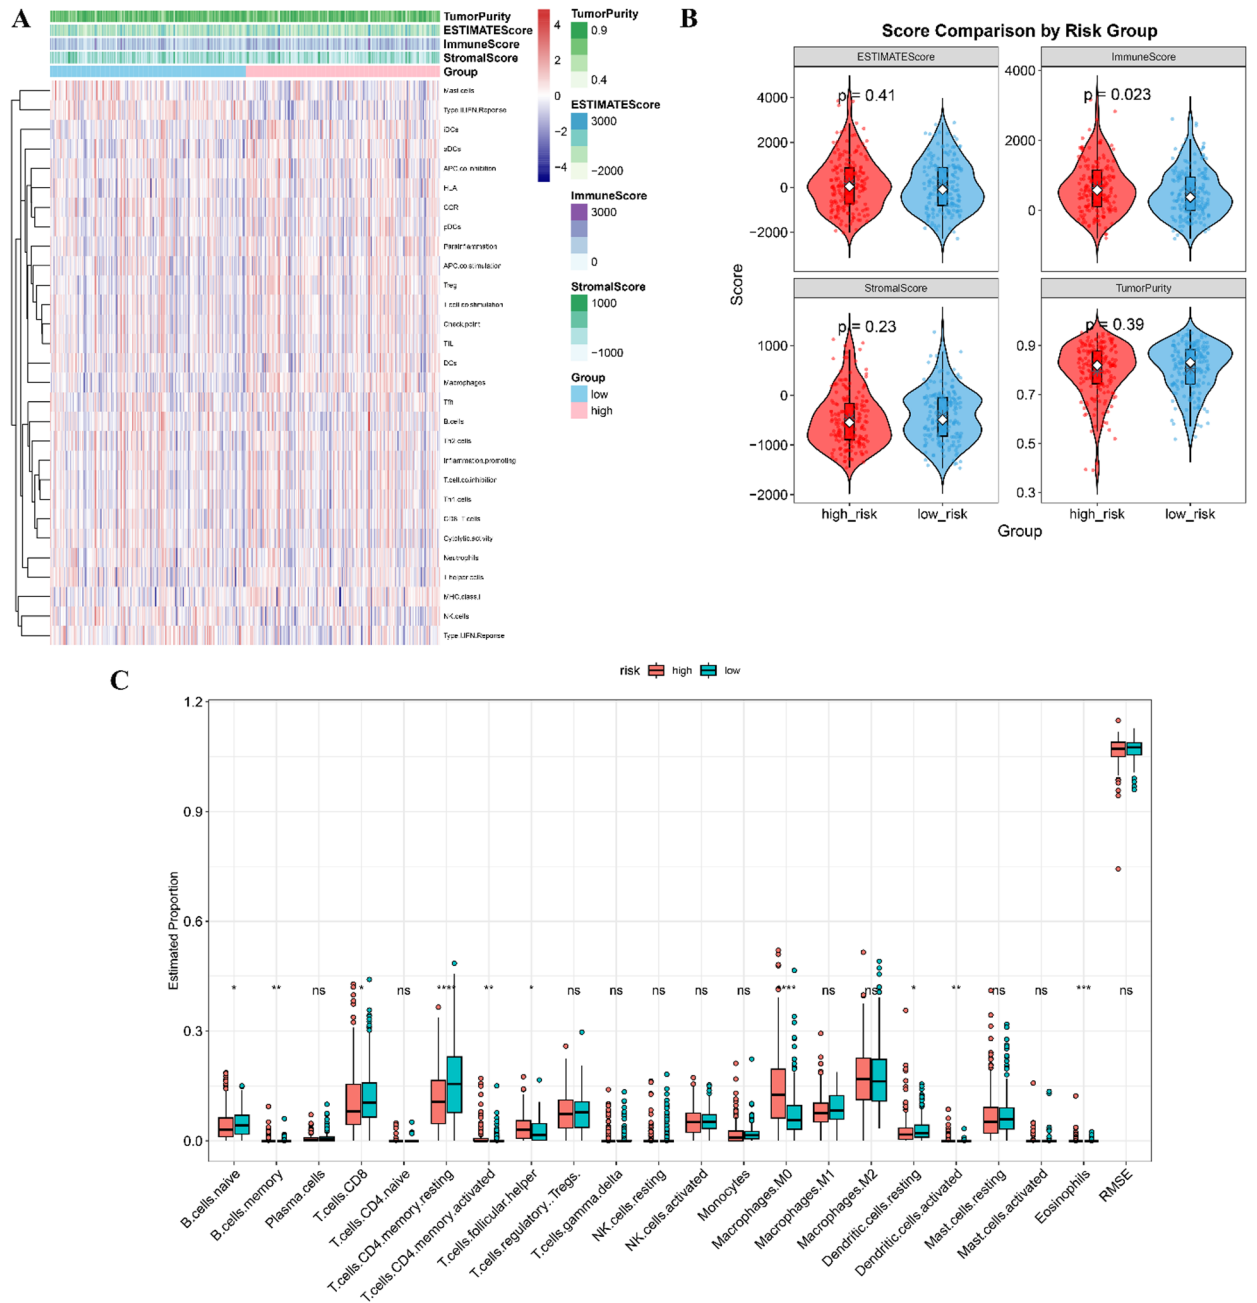 A
TumorPurity
ESTIMATEScore
ImmuneScore
StromalScore
Group
Mast.cells
Type.II.IFN.Reponse
iDCs
aDCs
APC.co.inhibition
HLA
CCR
pDCs
Parainflammation
APC.co.stimulation
Treg
T.cell.co.stimulation
Check.point
TIL
DCs
Macrophages
Tfh
B.cells
Th2.cells
Inflammation.promoting
T.cell.co.inhibition
Th1.cells
CD8..T.cells
Cytolytic.activity
Neutrophils
T.helper.cells
MHC.class.I
NK.cells
Type.I.IFN.Reponse
4
2
0
−2
−4
TumorPurity
0.9
0.4
ESTIMATEScore
3000
−2000
ImmuneScore
3000
0
StromalScore
1000
−1000
Group
low
high
B
Score Comparison by Risk Group
ESTIMATEScore
ImmuneScore
p = 0.41
p = 0.023
4000
2000
0
−2000
4000
2000
0
StromalScore
TumorPurity
p = 0.23
p = 0.39
1000
0
−1000
−2000
0.9
0.7
0.5
0.3
Score
high_risk
low_risk
high_risk
low_risk
Group
C
risk
high
low
1.2
0.9
0.6
0.3
0.0
Estimated Proportion
* ** ns * ns **** ** * ns ns ns ns ns **** ns ns * ** ns ns *** ns
B.cells.naive
B.cells.memory
Plasma.cells
T.cells.CD8
T.cells.CD4.naive
T.cells.CD4.memory.resting
T.cells.CD4.memory.activated
T.cells.follicular.helper
T.cells.regulatory..Tregs.
T.cells.gamma.delta
NK.cells.resting
NK.cells.activated
Monocytes
Macrophages.M0
Macrophages.M1
Macrophages.M2
Dendritic.cells.resting
Dendritic.cells.activated
Mast.cells.resting
Mast.cells.activated
Eosinophils
RMSE